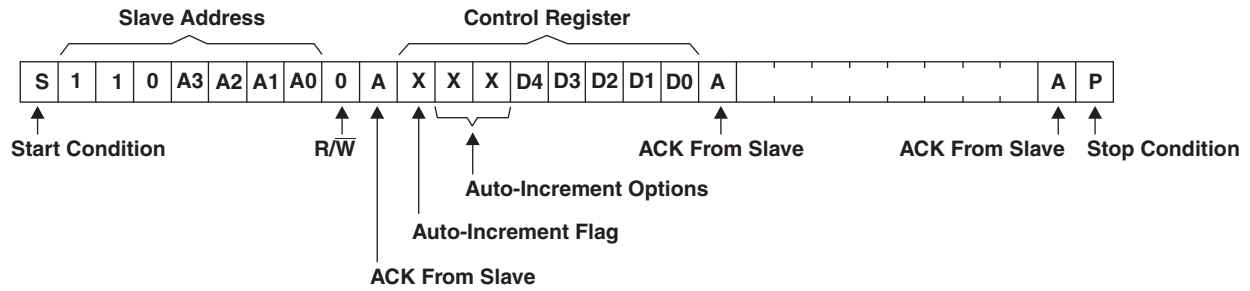 Slave Address Control Register
S 1 1 0 A3 A2 A1 A0 0 A X X X D4 D3 D2 D1 D0 A A P
Start Condition R/W̅ ACK From Slave ACK From Slave Stop Condition
Auto-Increment Options
Auto-Increment Flag
ACK From Slave